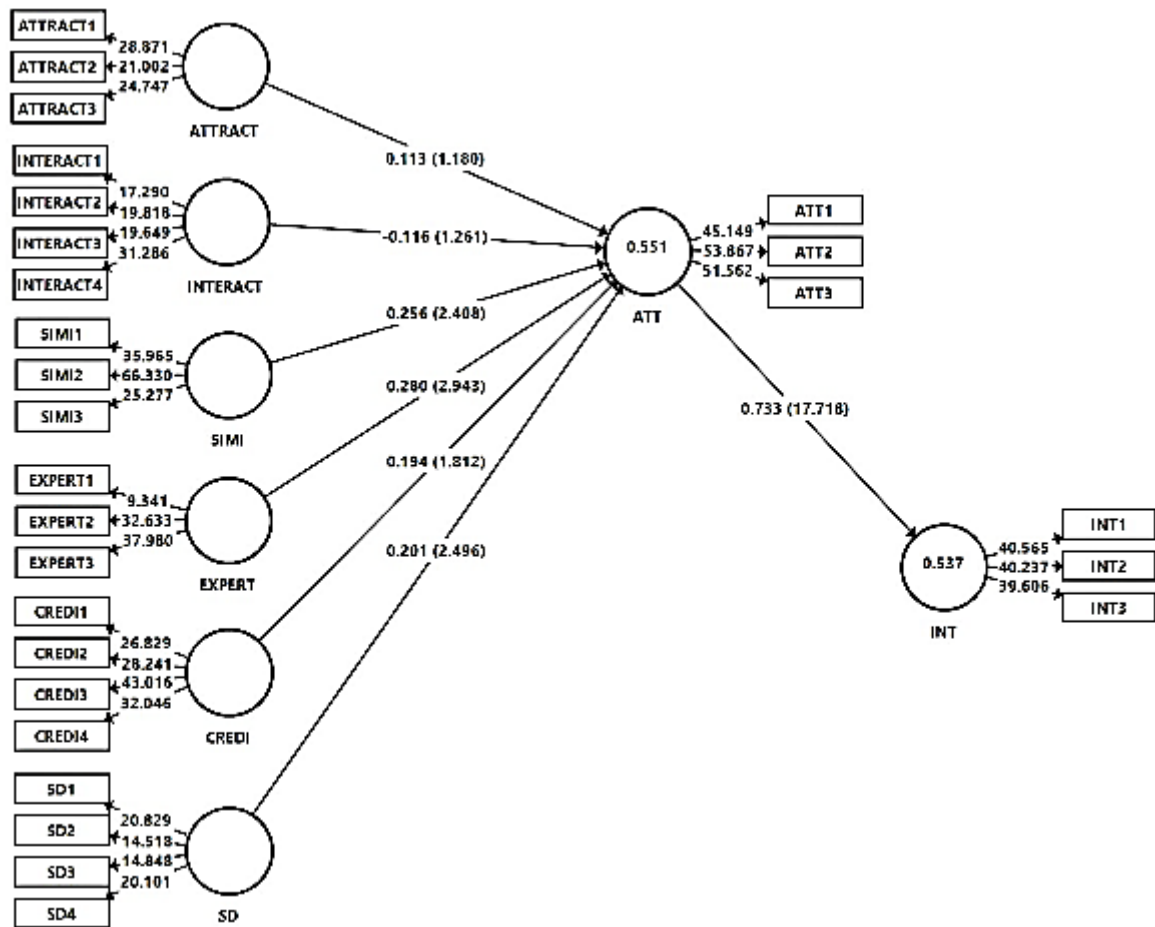 ATTRACT1
28.871
ATTRACT2
21.002
24.747
ATTRACT3
ATTRACT
0.113 (1.180)
INTERACT1
17.290
INTERACT2
19.818
INTERACT3
19.649
31.286
INTERACT4
INTERACT
-0.116 (1.261)
ATT1
45.149
0.551
53.867
ATT2
51.562
ATT3
ATT
SIMI1
35.965
SIMI2
66.330
25.277
SIMI3
SIMI
0.256 (2.408)
0.280 (2.943)
0.733 (17.718)
EXPERT1
9.341
EXPERT2
32.633
37.980
EXPERT3
EXPERT
0.194 (1.812)
0.201 (2.496)
INT1
40.565
0.537
40.237
INT2
39.606
INT3
INT
CREDI1
26.829
CREDI2
28.241
43.016
CREDI3
32.046
CREDI4
CREDI
SD1
20.829
SD2
14.518
14.848
SD3
20.101
SD4
SD